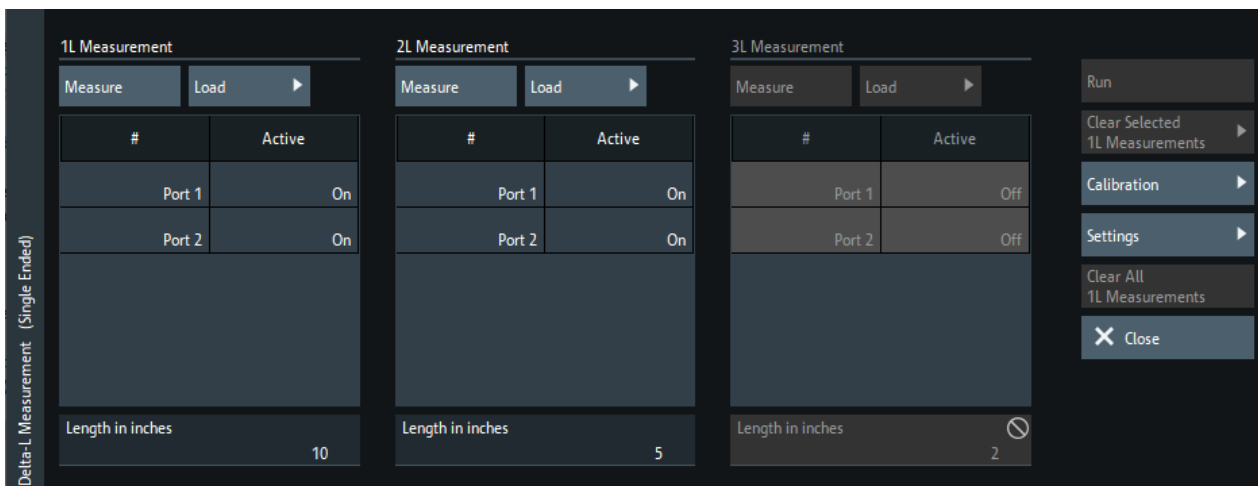 Delta-L Measurement (Single Ended)
1L Measurement
Measure
Load
# Active
Port 1 On
Port 2 On
Length in inches
10
2L Measurement
Measure
Load
# Active
Port 1 On
Port 2 On
Length in inches
5
3L Measurement
Measure
Load
# Active
Port 1 Off
Port 2 Off
Length in inches
2
Run
Clear Selected
1L Measurements
Calibration
Settings
Clear All
1L Measurements
Close